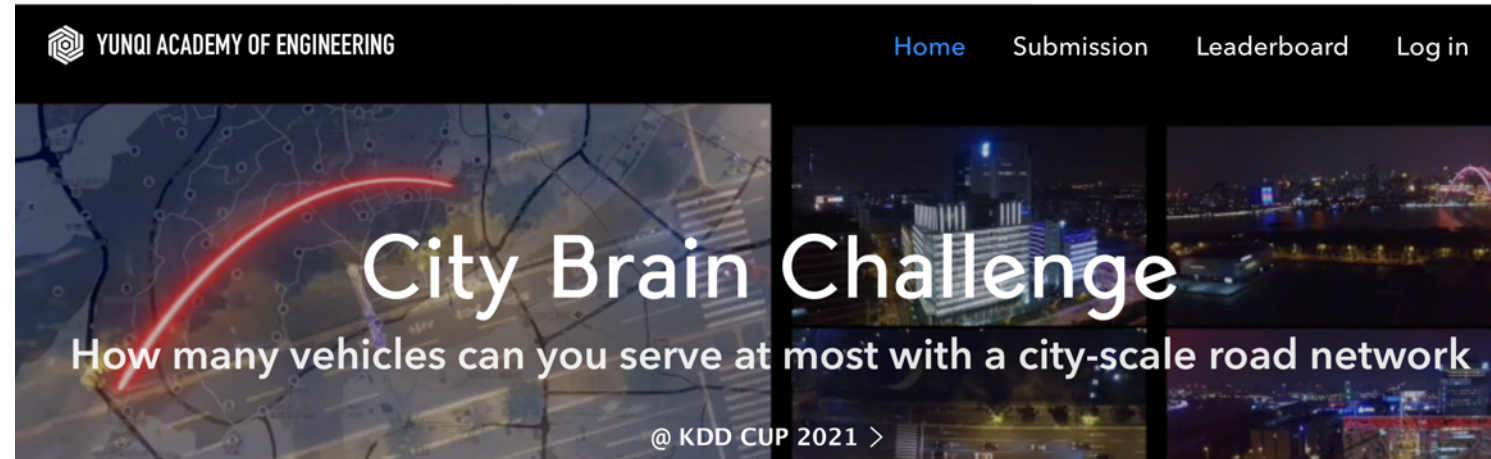 YUNQI ACADEMY OF ENGINEERING
Home Submission Leaderboard Log in
City Brain Challenge
How many vehicles can you serve at most with a city-scale road network
@ KDD CUP 2021 >